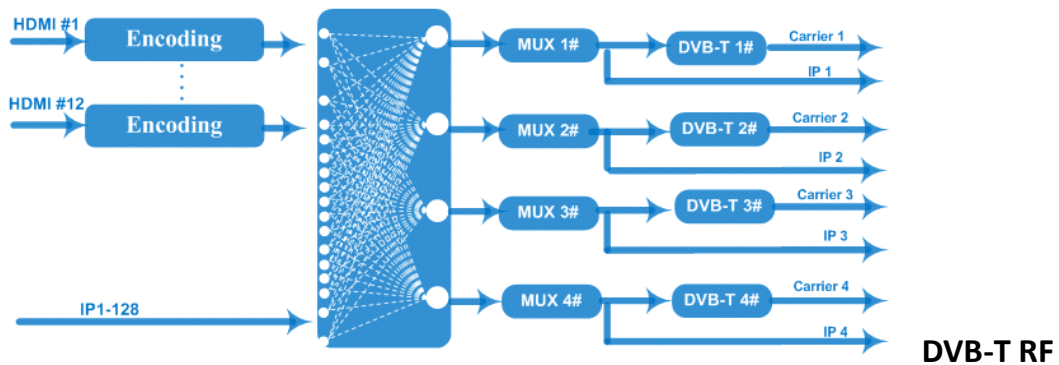 HDMI #1
Encoding
HDMI #12
Encoding
IP1-128
MUX 1#
DVB-T 1#
Carrier 1
IP 1
MUX 2#
DVB-T 2#
Carrier 2
IP 2
MUX 3#
DVB-T 3#
Carrier 3
IP 3
MUX 4#
DVB-T 4#
Carrier 4
IP 4
DVB-T RF